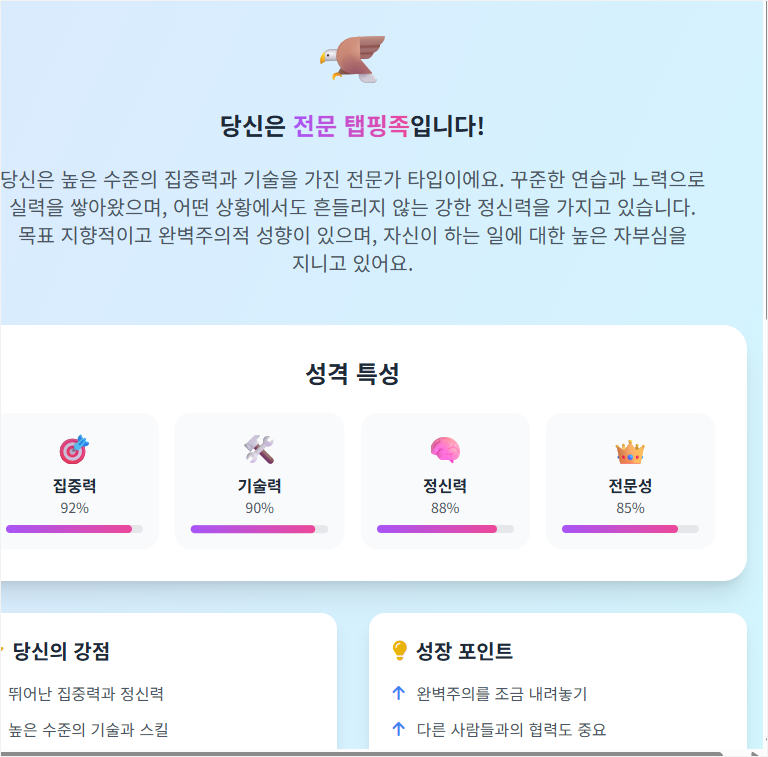 당신은 전문 탭핑족입니다!
당신은 높은 수준의 집중력과 기술을 가진 전문가 타입이에요. 꾸준한 연습과 노력으로
실력을 쌓아왔으며, 어떤 상황에서도 흔들리지 않는 강한 정신력을 가지고 있습니다.
목표 지향적이고 완벽주의적 성향이 있으며, 자신이 하는 일에 대한 높은 자부심을
지니고 있어요.
성격 특성
집중력
92%
기술력
90%
정신력
88%
전문성
85%
당신의 강점
뛰어난 집중력과 정신력
높은 수준의 기술과 스킬
성장 포인트
완벽주의를 조금 내려놓기
다른 사람들과의 협력도 중요